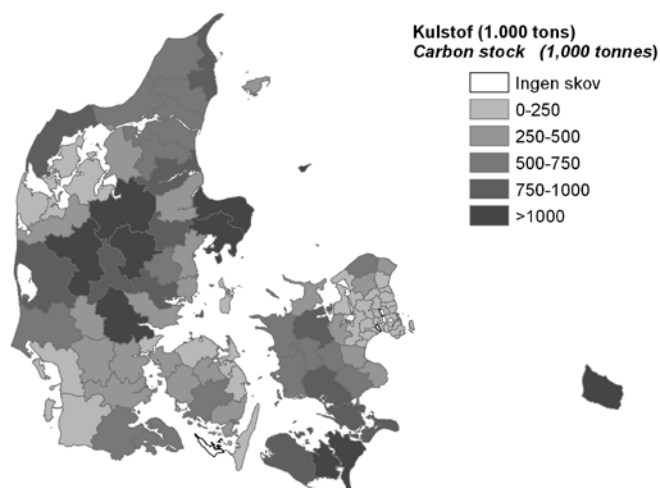 Kulstof (1.000 tons)
Carbon stock (1,000 tonnes)
Ingen skov
0-250
250-500
500-750
750-1000
>1000